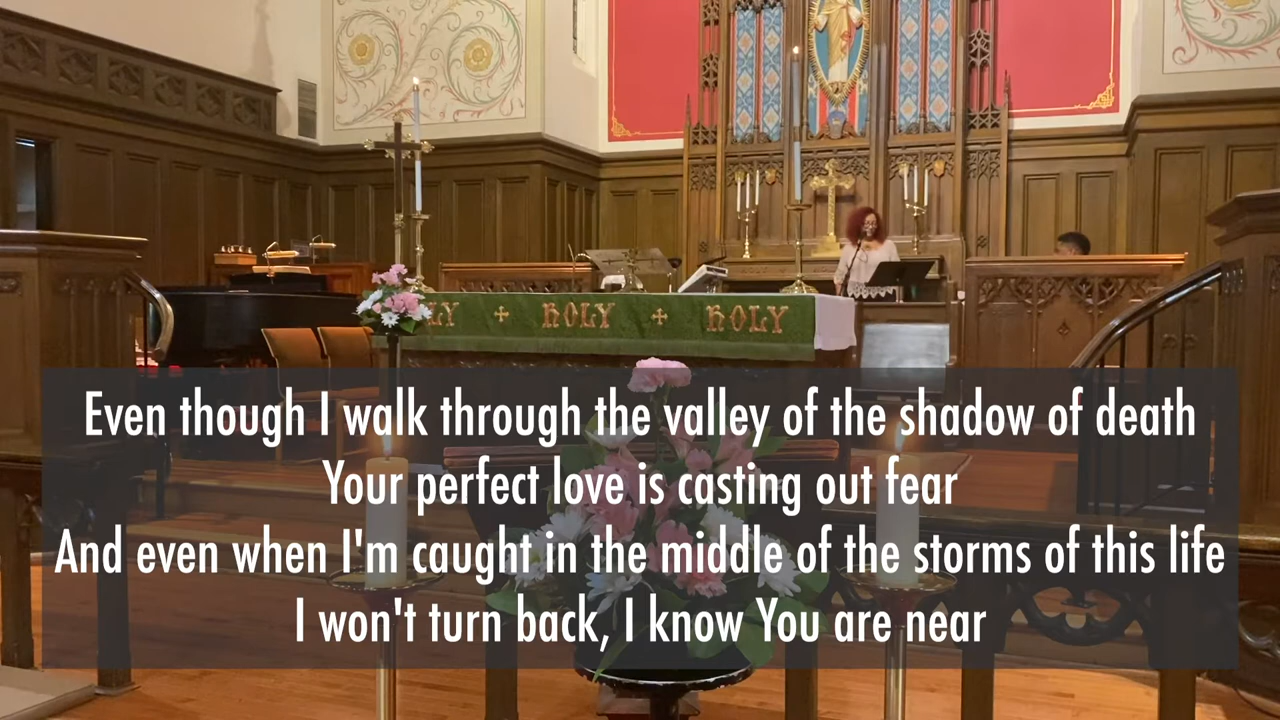 LY + HOLY + HOLY
Even though I walk through the valley of the shadow of death
Your perfect love is casting out fear
And even when I'm caught in the middle of the storms of this life
I won't turn back, I know You are near